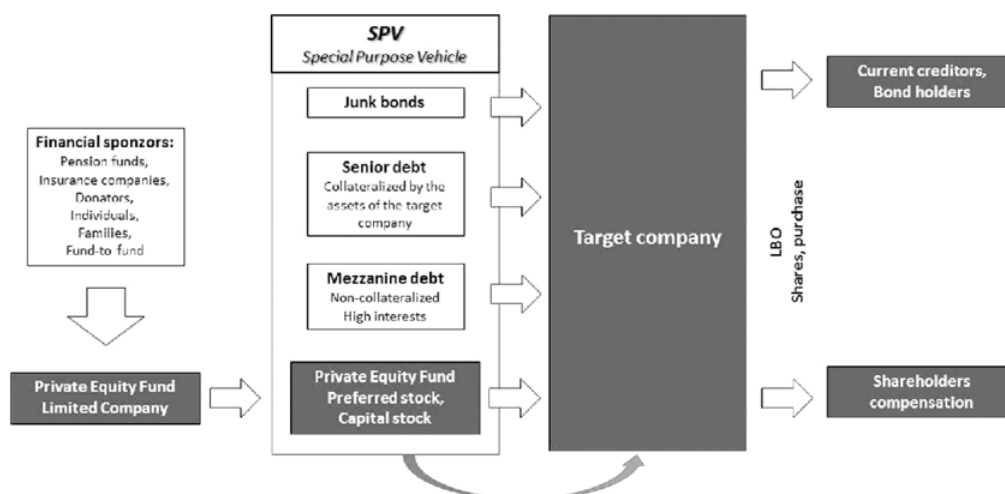 SPV
Special Purpose Vehicle
Junk bonds
Senior debt
Collateralized by the
assets of the target
company
Mezzanine debt
Non-collateralized
High interests
Private Equity Fund
Preferred stock,
Capital stock
Financial sponzors:
Pension funds,
Insurance companies,
Donators,
Individuals,
Families,
Fund-to fund
Private Equity Fund
Limited Company
Target company
LBO
Shares, purchase
Current creditors,
Bond holders
Shareholders
compensation